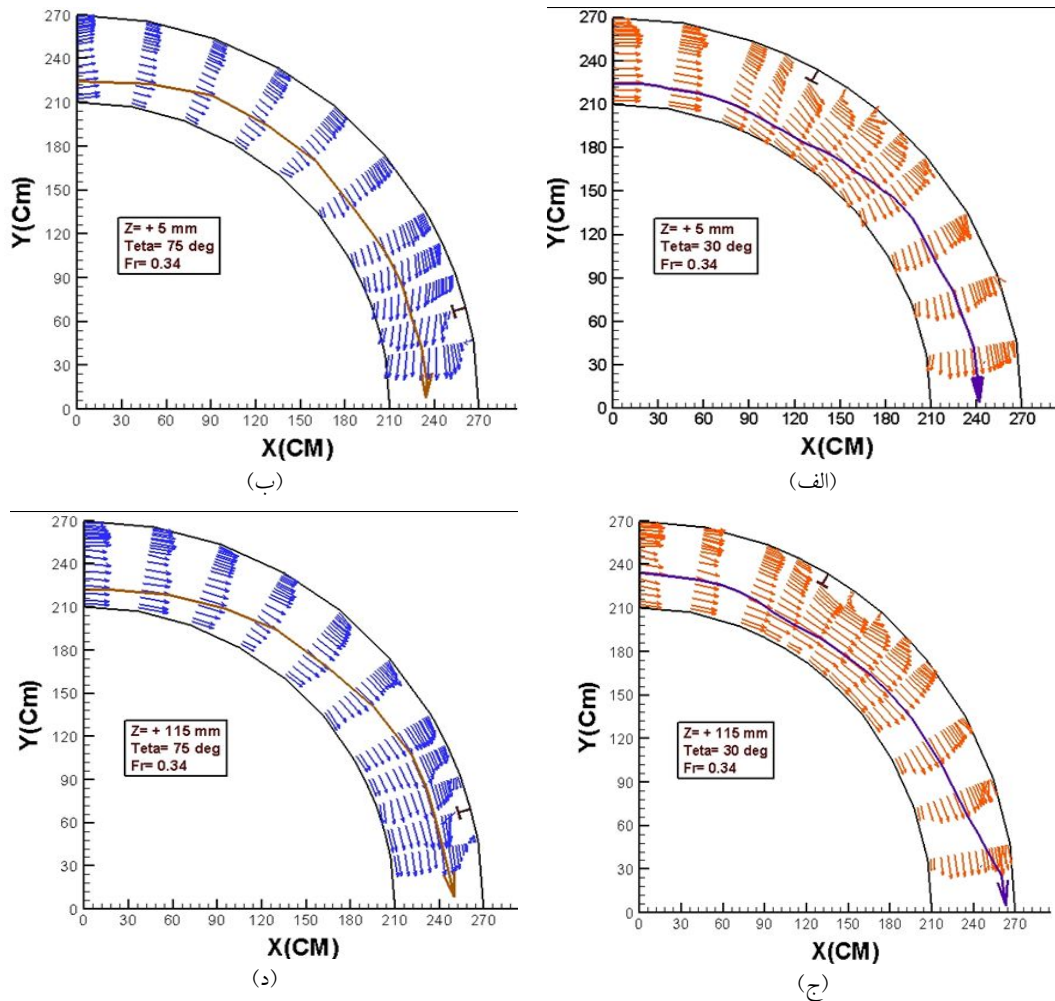 270
240
210
180
150
120
90
60
30
0
Y(Cm)
Z= + 5 mm
Teta= 30 deg
Fr= 0.34
0 30 60 90 120 150 180 210 240 270
X(CM)
(الف)
270
240
210
180
150
120
90
60
30
0
Y(Cm)
Z= + 5 mm
Teta= 75 deg
Fr= 0.34
0 30 60 90 120 150 180 210 240 270
X(CM)
(ب)
270
240
210
180
150
120
90
60
30
0
Y(Cm)
Z= + 115 mm
Teta= 30 deg
Fr= 0.34
0 30 60 90 120 150 180 210 240 270
X(CM)
(ج)
270
240
210
180
150
120
90
60
30
0
Y(Cm)
Z= + 115 mm
Teta= 75 deg
Fr= 0.34
0 30 60 90 120 150 180 210 240 270
X(CM)
(د)